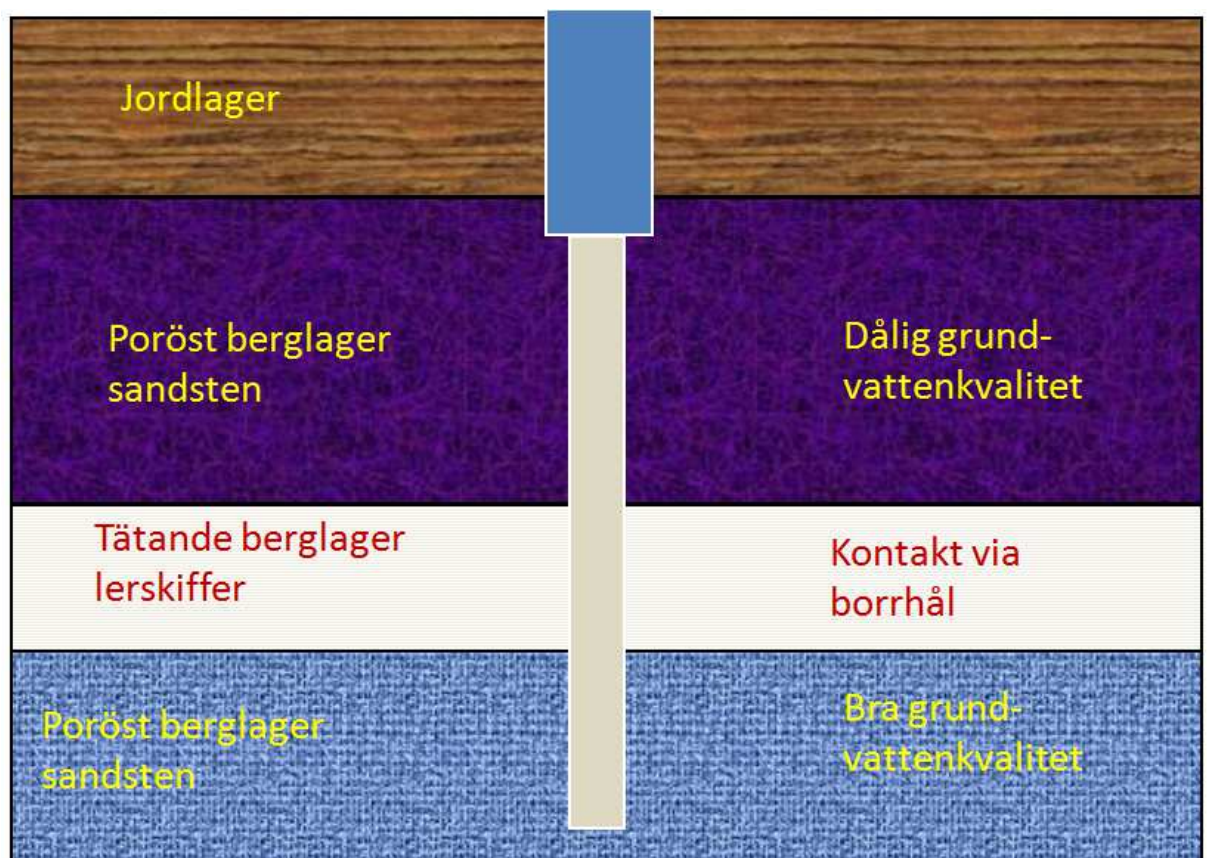 Jordlager
Poröst berglager
sandsten
Dålig grund-
vattenkvalitet
Tätande berglager
lerskiffer
Kontakt via
borrhål
Poröst berglager
sandsten
Bra grund-
vattenkvalitet